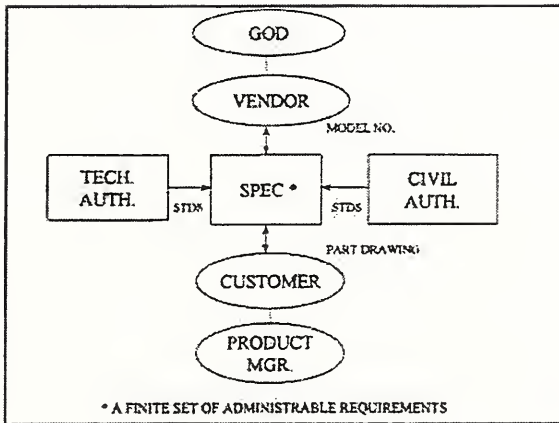 GOD
VENDOR
MODEL NO.
TECH.
AUTH.
STDS
SPEC *
STDS
CIVIL
AUTH.
PART DRAWING
CUSTOMER
PRODUCT
MGR.
* A FINITE SET OF ADMINISTRABLE REQUIREMENTS